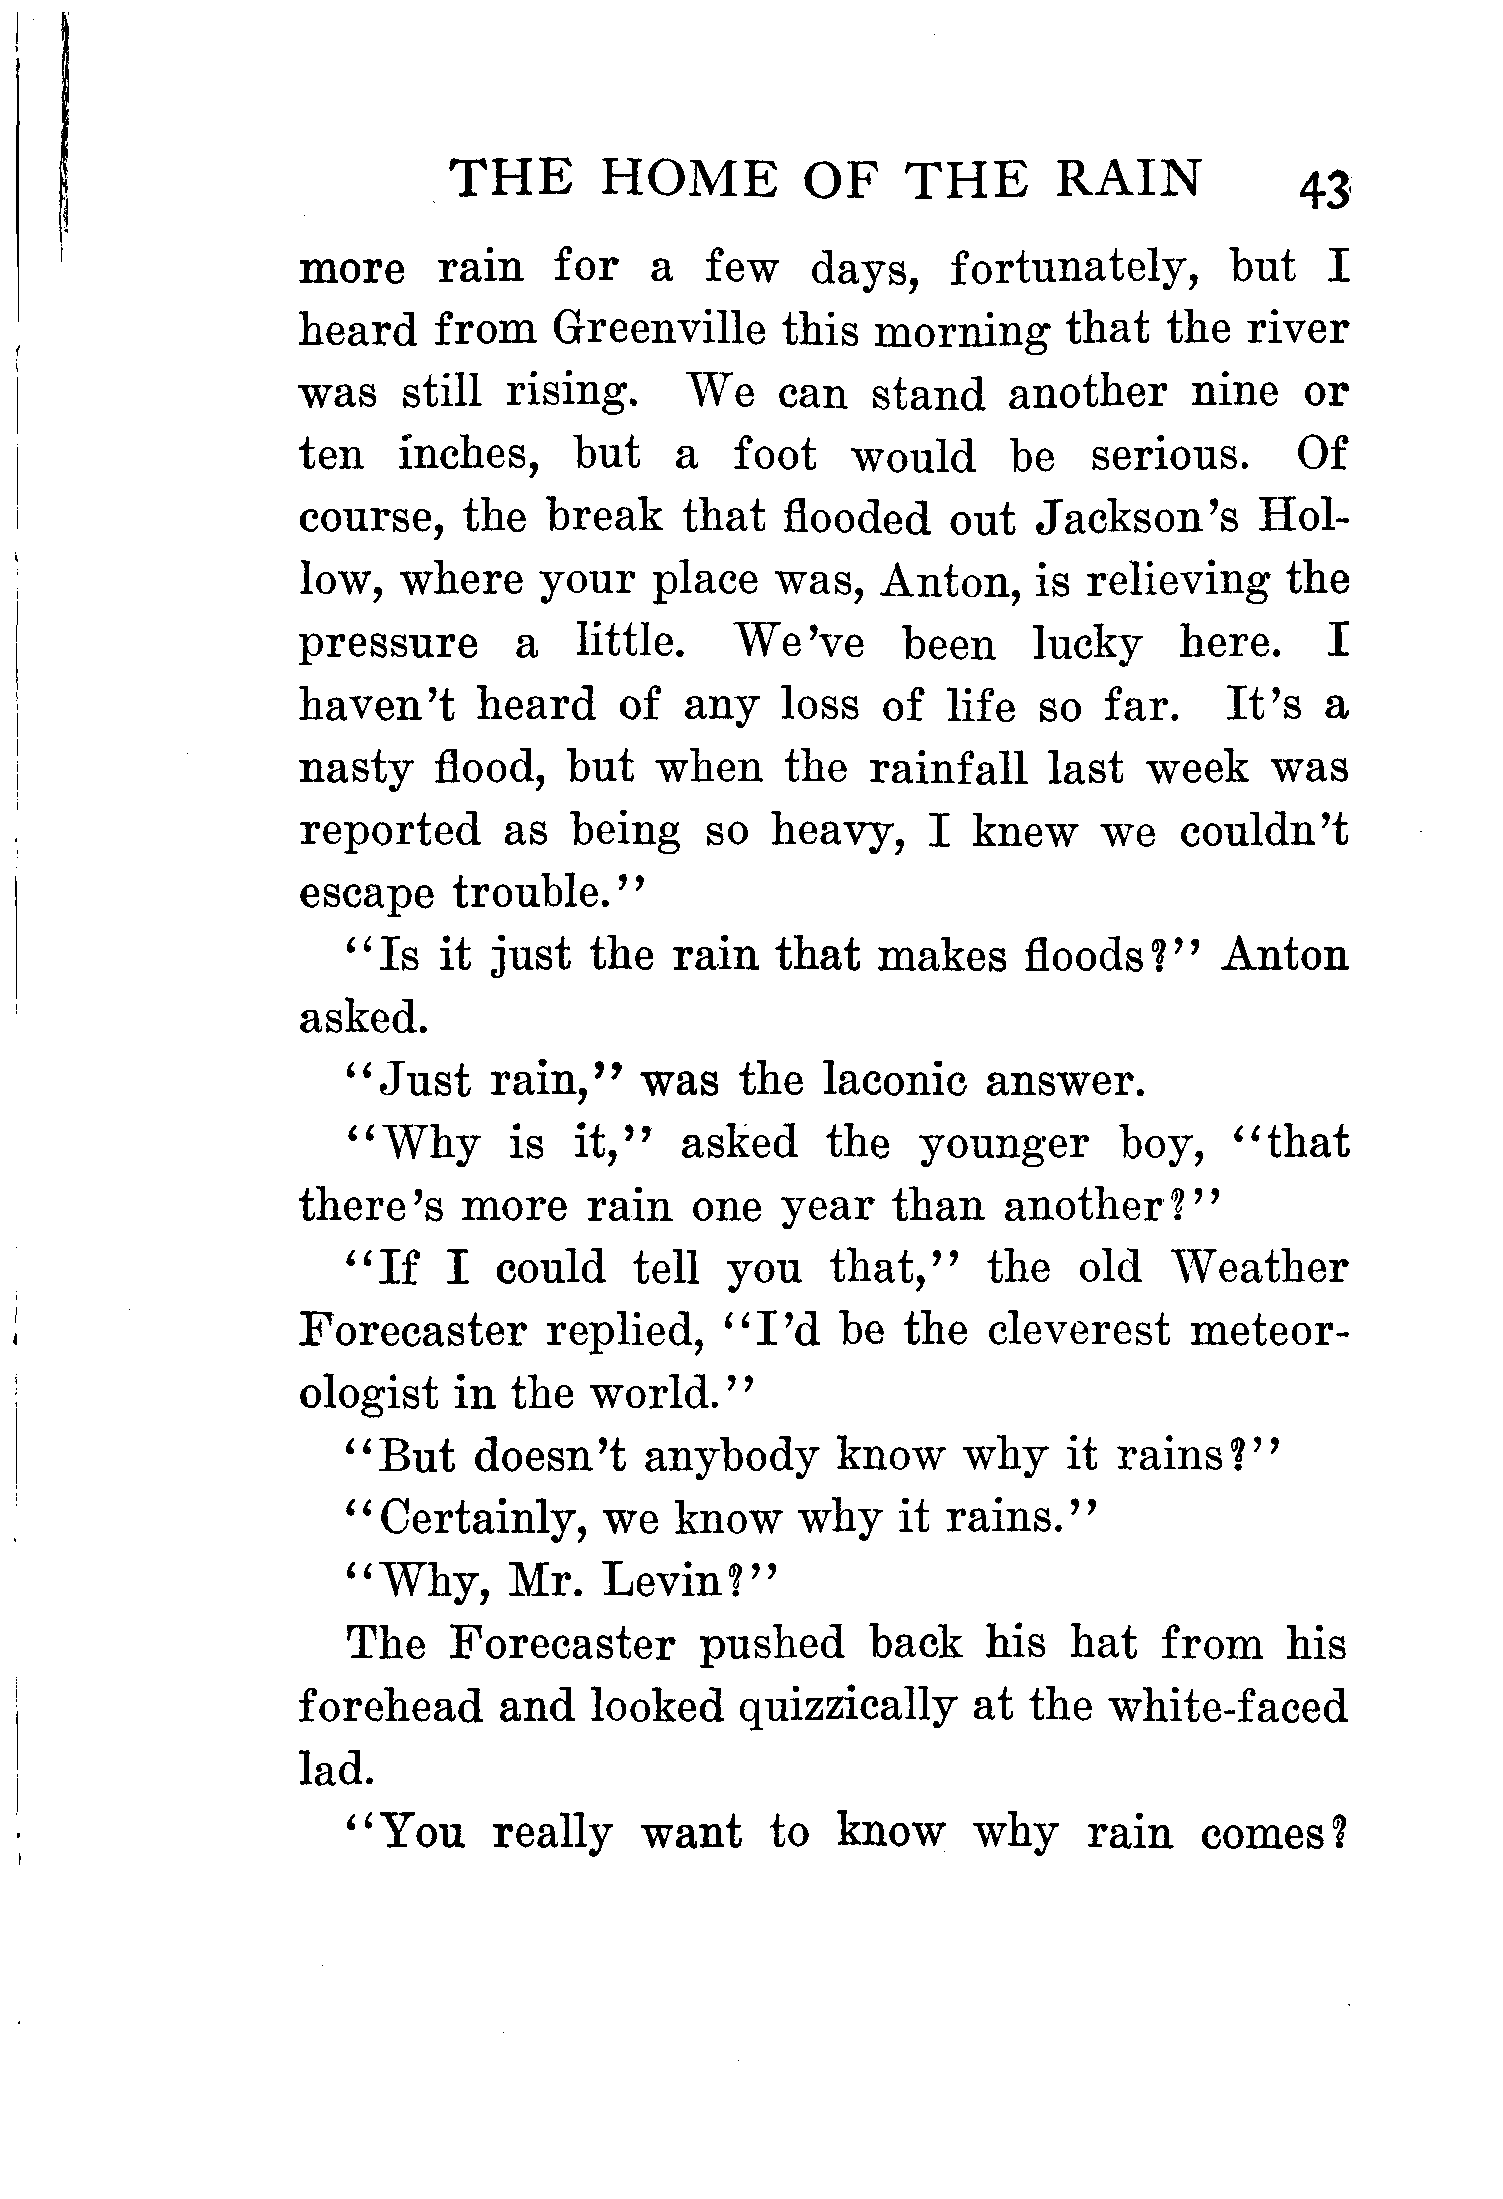 THE HOME OF THE RAIN 43
more rain for a few days, fortunately, but I
heard from Greenville this morning that the river
was still rising. We can stand another nine or
ten inches, but a foot would be serious. Of
course, the break that flooded out Jackson's Hol-
low, where your place was, Anton, is relieving the
pressure a little. We've been lucky here. I
haven't heard of any loss of life so far. It's a
nasty flood, but when the rainfall last week was
reported as being so heavy, I knew we couldn't
escape trouble."
"Is it just the rain that makes floods?" Anton
asked.
"Just rain," was the laconic answer.
"Why is it," asked the younger boy, "that
there's more rain one year than another?"
"If I could tell you that," the old Weather
Forecaster replied, "I'd be the cleverest meteor-
ologist in the world."
"But doesn't anybody know why it rains?"
"Certainly, we know why it rains."
"Why, Mr. Levin?"
The Forecaster pushed back his hat from his
forehead and looked quizzically at the white-faced
lad.
"You really want to know why rain comes?